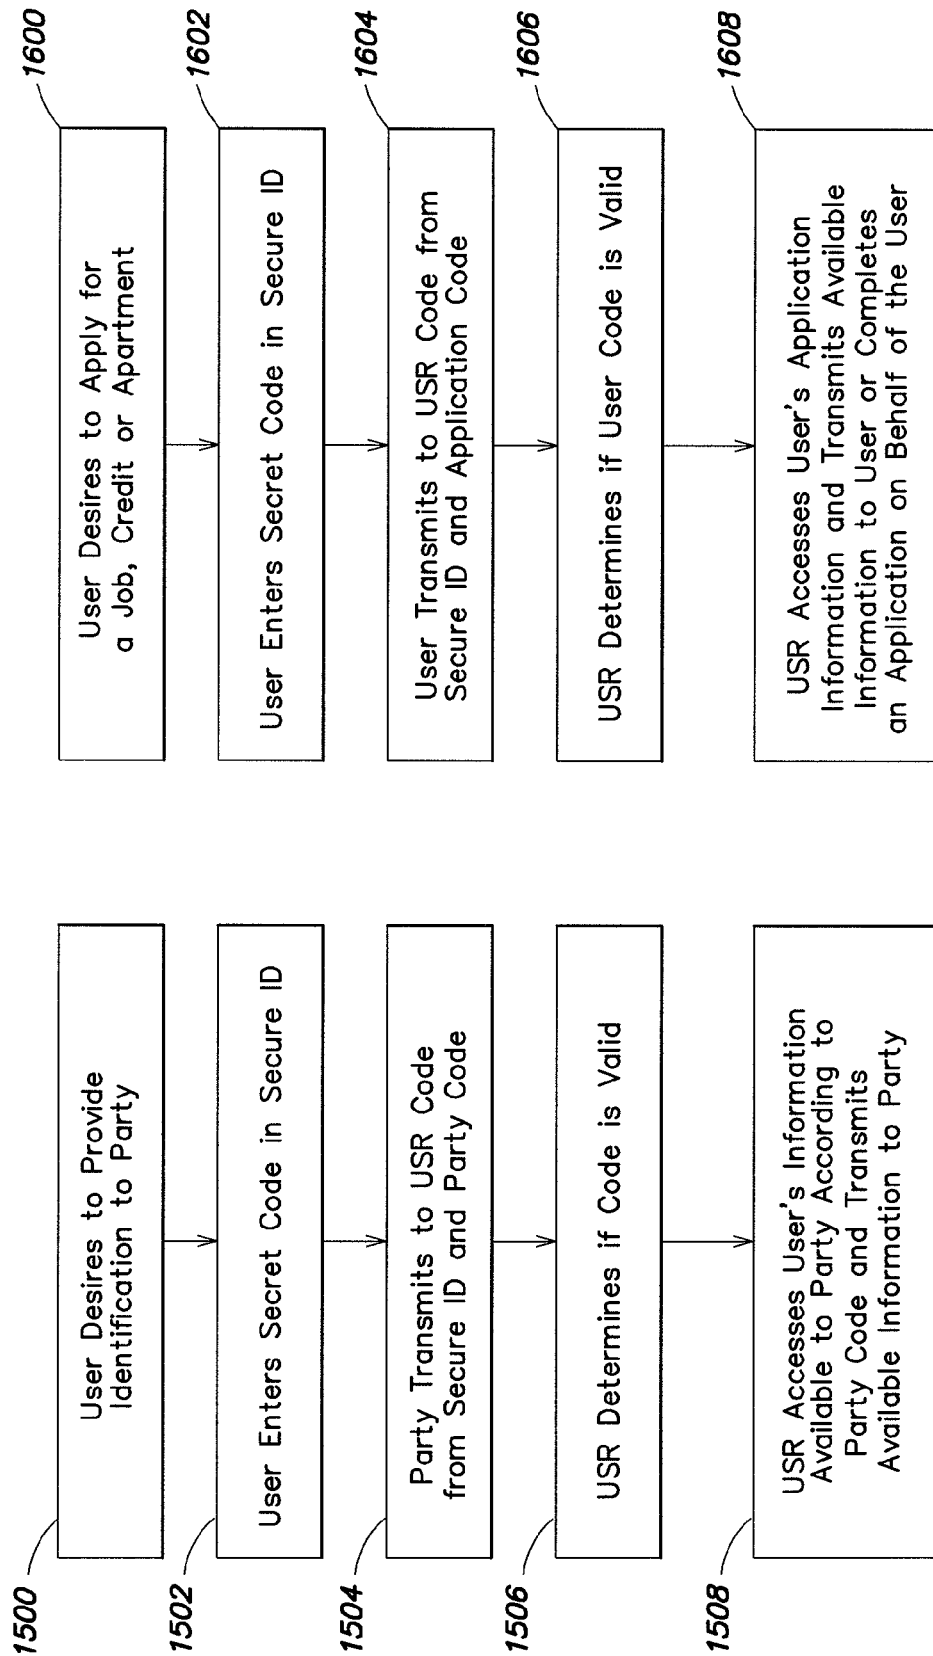 1500
User Desires to Provide
Identification to Party
1502
User Enters Secret Code in Secure ID
1504
Party Transmits to USR Code
from Secure ID and Party Code
1506
USR Determines if Code is Valid
1508
USR Accesses User's Information
Available to Party According to
Party Code and Transmits
Available Information to Party
1600
User Desires to Apply for
a Job, Credit or Apartment
1602
User Enters Secret Code in Secure ID
1604
User Transmits to USR Code from
Secure ID and Application Code
1606
USR Determines if User Code is Valid
1608
USR Accesses User's Application
Information and Transmits Available
Information to User or Completes
an Application on Behalf of the User